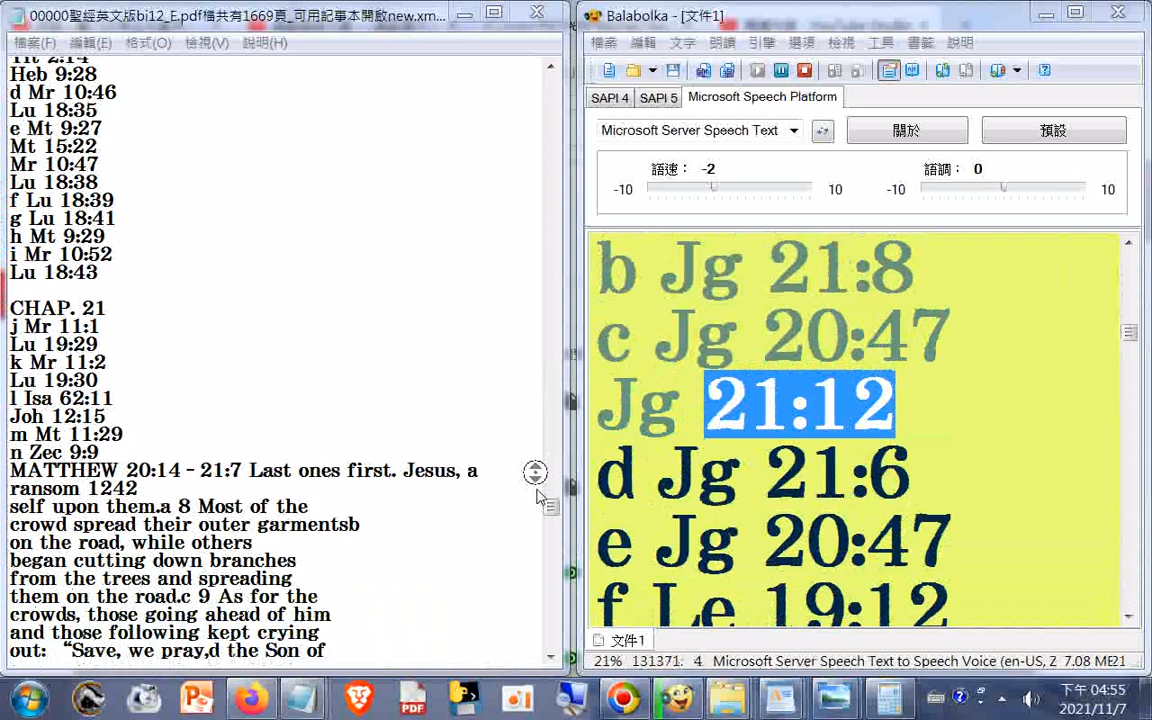 00000聖經英文版bi12_E.pdf檔共有1669頁_可用記事本開啟new.xm...
檔案(F) 編輯(E) 格式(O) 檢視(V) 說明(H)
Tit 2:14
Heb 9:28
d Mr 10:46
Lu 18:35
e Mt 9:27
Mt 15:22
Mr 10:47
Lu 18:38
f Lu 18:39
g Lu 18:41
h Mt 9:29
i Mr 10:52
Lu 18:43
CHAP. 21
j Mr 11:1
Lu 19:29
k Mr 11:2
Lu 19:30
l Isa 62:11
Joh 12:15
m Mt 11:29
n Zec 9:9
MATTHEW 20:14 - 21:7 Last ones first. Jesus, a
ransom 1242
self upon them.a 8 Most of the
crowd spread their outer garmentsb
on the road, while others
began cutting down branches
from the trees and spreading
them on the road.c 9 As for the
crowds, those going ahead of him
and those following kept crying
out: “Save, we pray,d the Son of
Balabolka - [文件1]
檔案 編輯 文字 朗讀 引擎 選項 檢視 工具 書籤 說明
SAPI 4 SAPI 5 Microsoft Speech Platform
Microsoft Server Speech Text 關於 預設
語速： -2 語調： 0
-10 10 -10 10
b Jg 21:8
c Jg 20:47
Jg 21:12
d Jg 21:6
e Jg 20:47
f Le 19:12
文件1
21% 131371: 4 Microsoft Server Speech Text to Speech Voice (en-US, Z 7.08 ME21
PDF
下午 04:55
2021/11/7